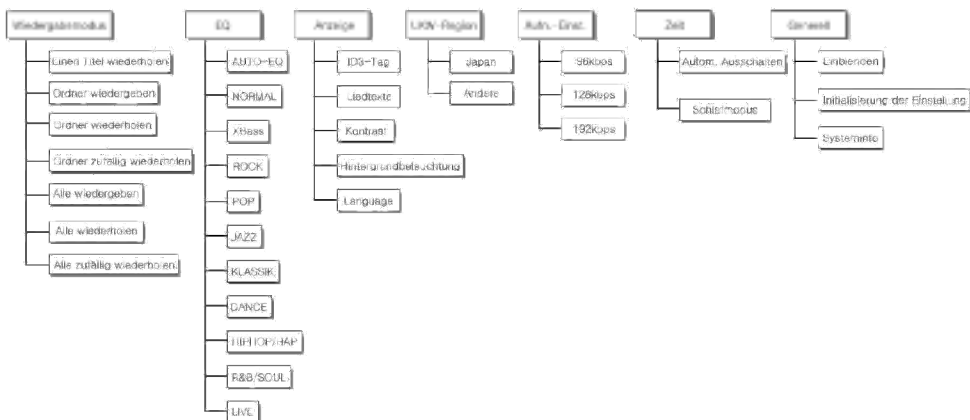 Wiedergabemodus
Einen Titel wiederholen
Ordner wiedergeben
Ordner wiederholen
Ordner zufällig wiederholen
Alle wiedergeben
Alle wiederholen
Alle zufällig wiederholen
EQ
AUTO-EQ
NORMAL
XBass
ROCK
POP
JAZZ
KLASSIK
DANCE
HIPHOP/RAP
R&B/SOUL
LIVE
Anzeige
ID3-Tag
Liedtexte
Kontrast
Hintergrundbeleuchtung
Language
UKW-Region
Japan
Andere
Aufn.-Einst.
96kbps
128kbps
192kbps
Zeit
Autom. Ausschalten
Schlafmodus
Generell
Einblenden
Initialisierung der Einstellung
Systeminfo